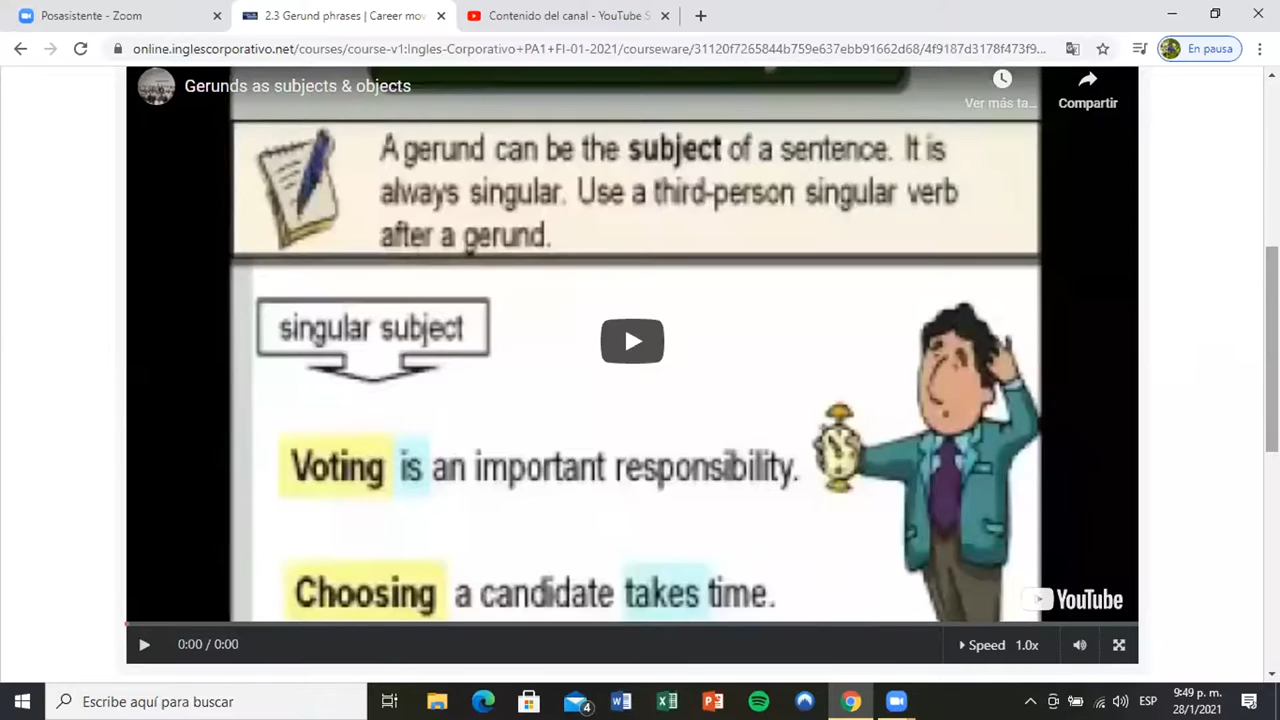 Posasistente - Zoom
2.3 Gerund phrases | Career mov
Contenido del canal - YouTube S
online.inglescorporativo.net/courses/course-v1:Ingles-Corporativo+PA1+FI-01-2021/courseware/31120f7265844b759e637ebb91662d68/4f9187d3178f473f9...
En pausa
Gerunds as subjects & objects
Ver más ta...
Compartir
A gerund can be the subject of a sentence. It is
always singular. Use a third-person singular verb
after a gerund.
singular subject
Voting is an important responsibility.
Choosing a candidate takes time.
YouTube
0:00 / 0:00
Speed 1.0x
Escribe aquí para buscar
4
ESP
9:49 p. m.
28/1/2021